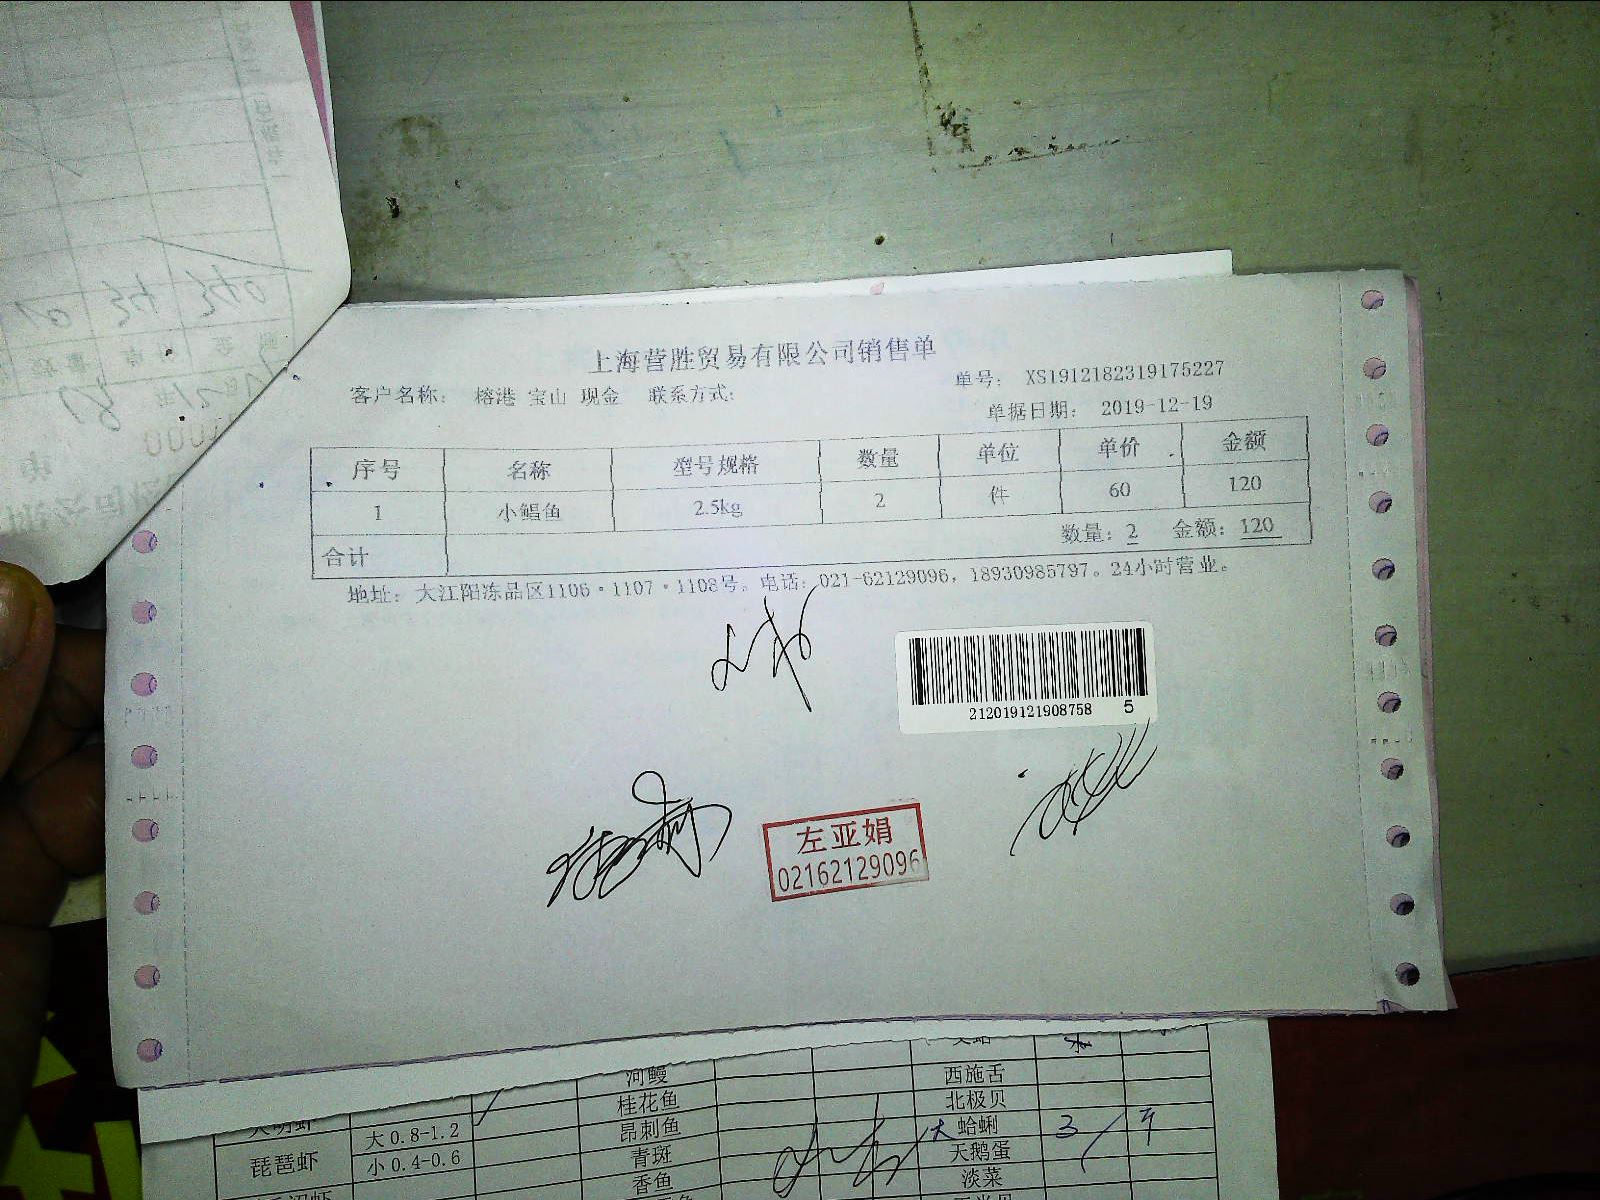 上海营胜贸易有限公司销售单
客户名称: 榕港 宝山 现金 联系方式:
单号: XS1912182319175227
单据日期: 2019-12-19
序号 名称 型号规格 数量 单位 单价 金额
1 小鲳鱼 2.5kg 2 件 60 120
合计 数量: 2 金额: 120
地址: 大江阳冻品区1106·1107·1108号。电话: 021-62129096, 18930985797。24小时营业。
212019121908758 5
左亚娟
02162129096
河鳗 西施舌
桂花鱼 北极贝
大0.8-1.2 昂刺鱼 大 蛤蜊 3
琵琶虾 小0.4-0.6 青斑 天鹅蛋
香鱼 淡菜